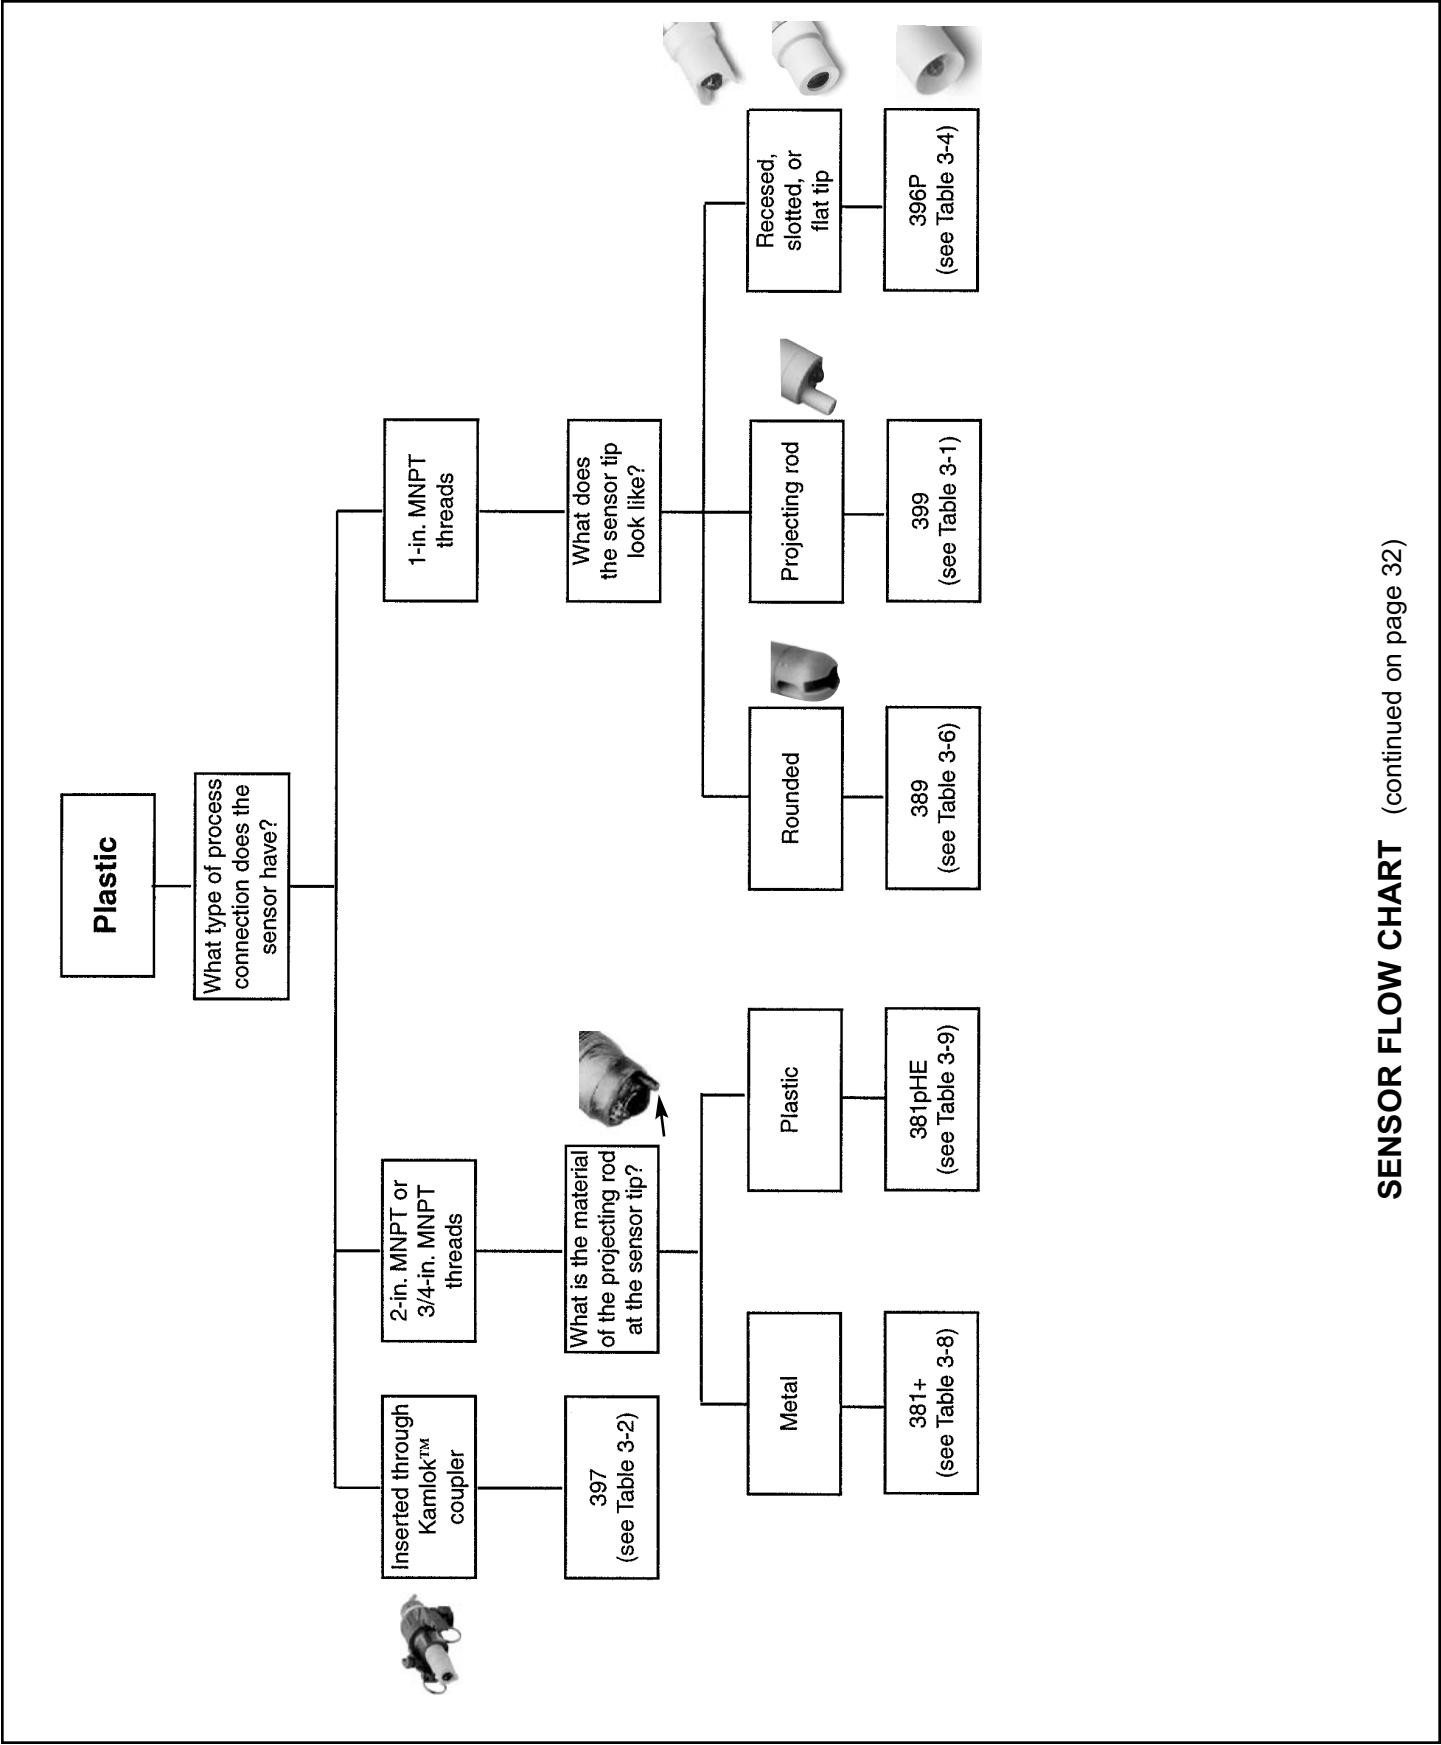 Plastic
What type of process
connection does the
sensor have?
Inserted through
Kamlok™
coupler
2-in. MNPT or
3/4-in. MNPT
threads
1-in. MNPT
threads
397
(see Table 3-2)
What is the material
of the projecting rod
at the sensor tip?
What does
the sensor tip
look like?
Metal
Plastic
Rounded
Projecting rod
Recesed,
slotted, or
flat tip
381+
(see Table 3-8)
381pHE
(see Table 3-9)
389
(see Table 3-6)
399
(see Table 3-1)
396P
(see Table 3-4)
SENSOR FLOW CHART (continued on page 32)